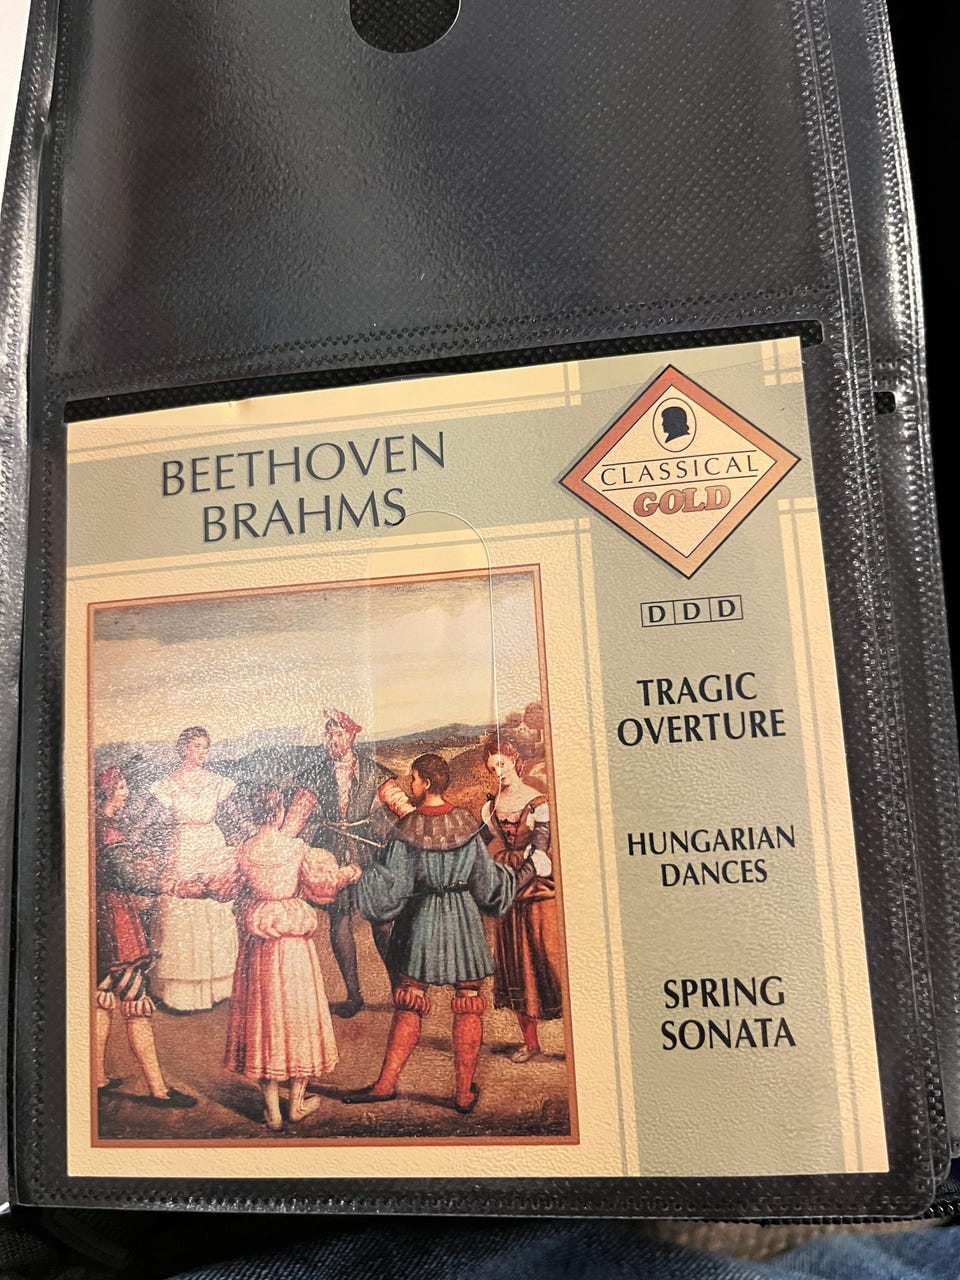 BEETHOVEN
BRAHMS
CLASSICAL
GOLD
DDD
TRAGIC
OVERTURE
HUNGARIAN
DANCES
SPRING
SONATA